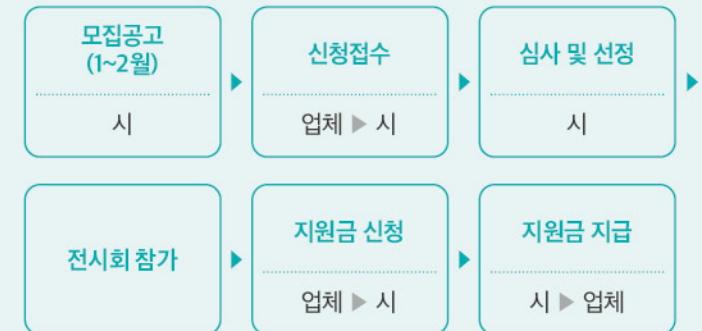 모집공고
(1~2월)
시
신청접수
업체 ▶ 시
심사 및 선정
시
전시회 참가
지원금 신청
업체 ▶ 시
지원금 지급
시 ▶ 업체